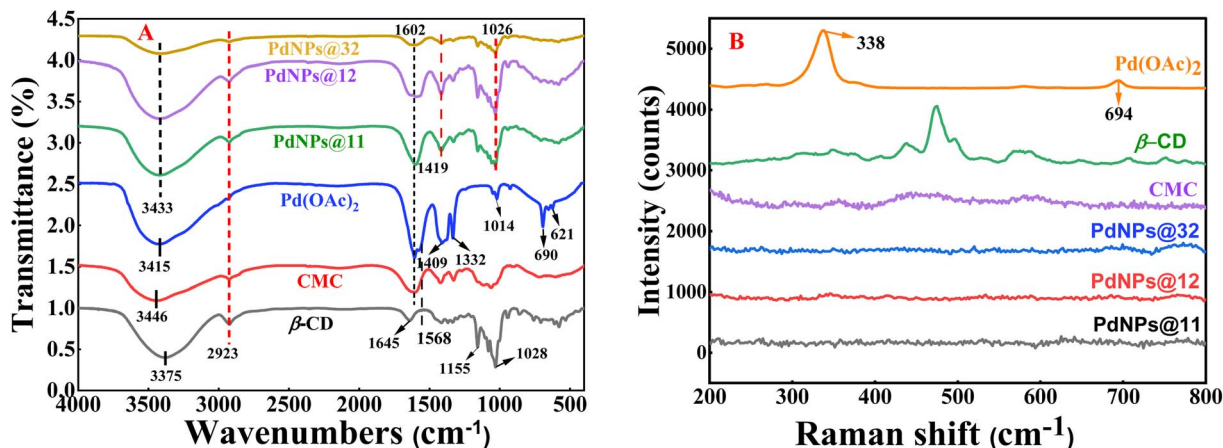 A
4.5
4.0
3.5
3.0
2.5
2.0
1.5
1.0
0.5
0.0
Transmittance (%)
1602
1026
PdNPs@32
PdNPs@12
PdNPs@11
1419
3433
Pd(OAc)2
1014
621
690
3415
1409
1332
CMC
3446
β-CD
2923
1645
1568
1155
1028
3375
4000 3500 3000 2500 2000 1500 1000 500
Wavenumbers (cm-1)
B
5000
4000
3000
2000
1000
0
Intensity (counts)
338
Pd(OAc)2
694
β-CD
CMC
PdNPs@32
PdNPs@12
PdNPs@11
200 300 400 500 600 700 800
Raman shift (cm-1)